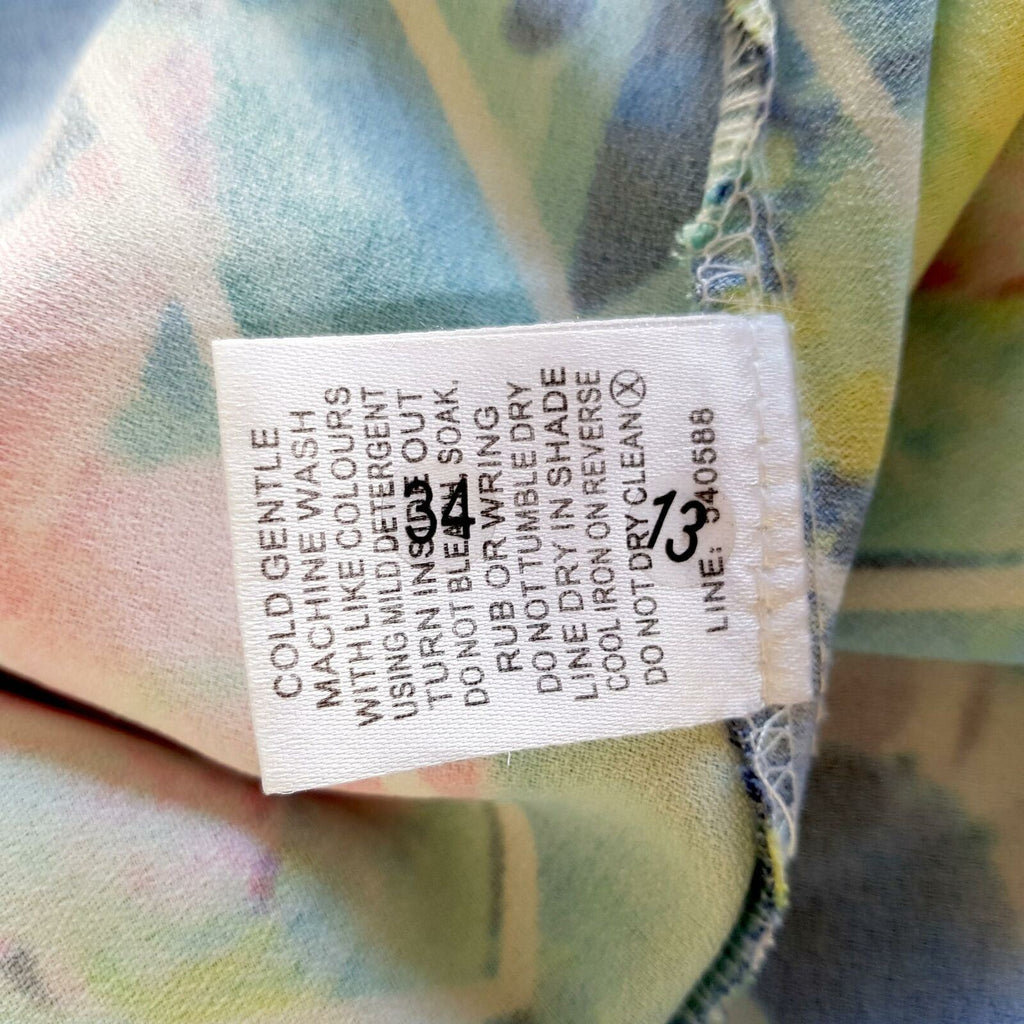 COLD GENTLE
MACHINE WASH
WITH LIKE COLOURS
USING MILD DETERGENT
TURN INSIDE OUT
DO NOT BLEACH, SOAK,
RUB OR WRING
DO NOT TUMBLE DRY
LINE DRY IN SHADE
COOL IRON ON REVERSE
DO NOT DRY CLEAN
LINE: 940588
34
13